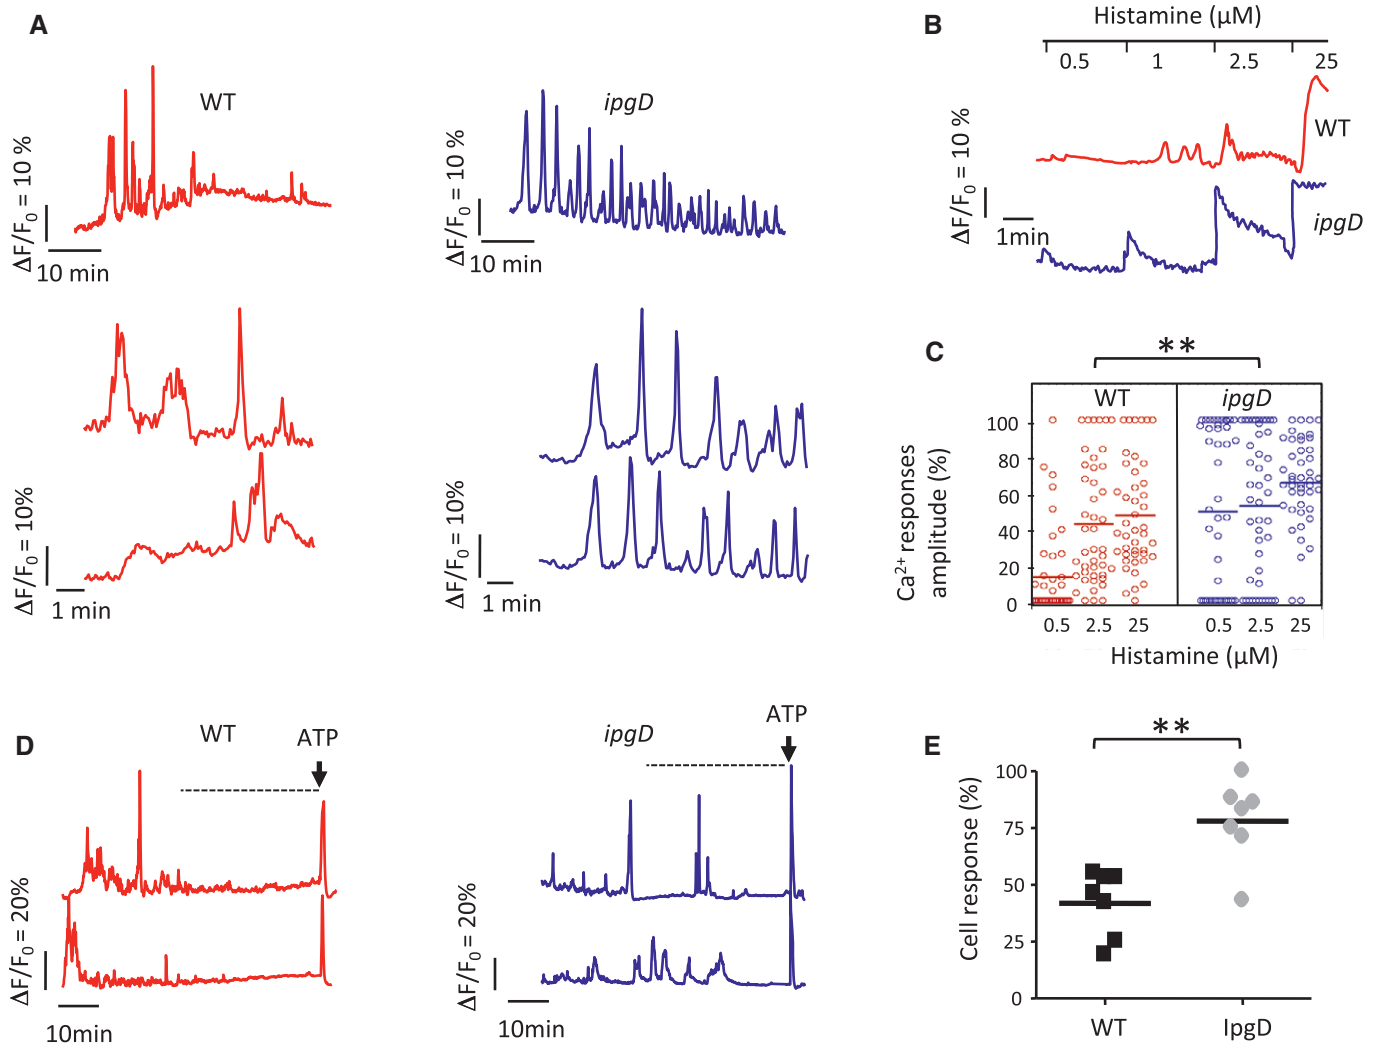 A
WT
ΔF/F0 = 10 %
10 min
ipgD
ΔF/F0 = 10 %
10 min
ΔF/F0 = 10%
1 min
ΔF/F0 = 10%
1 min
B
Histamine (μM)
0.5 1 2.5 25
WT
ipgD
ΔF/F0 = 10 %
1min
C
**
WT ipgD
Ca2+ responses
amplitude (%)
100
80
60
40
20
0
0.5 2.5 25 0.5 2.5 25
Histamine (μM)
D
WT
ATP
ΔF/F0 = 20%
10min
ipgD
ATP
ΔF/F0 = 20%
10min
E
**
Cell response (%)
100
75
50
25
0
WT IpgD